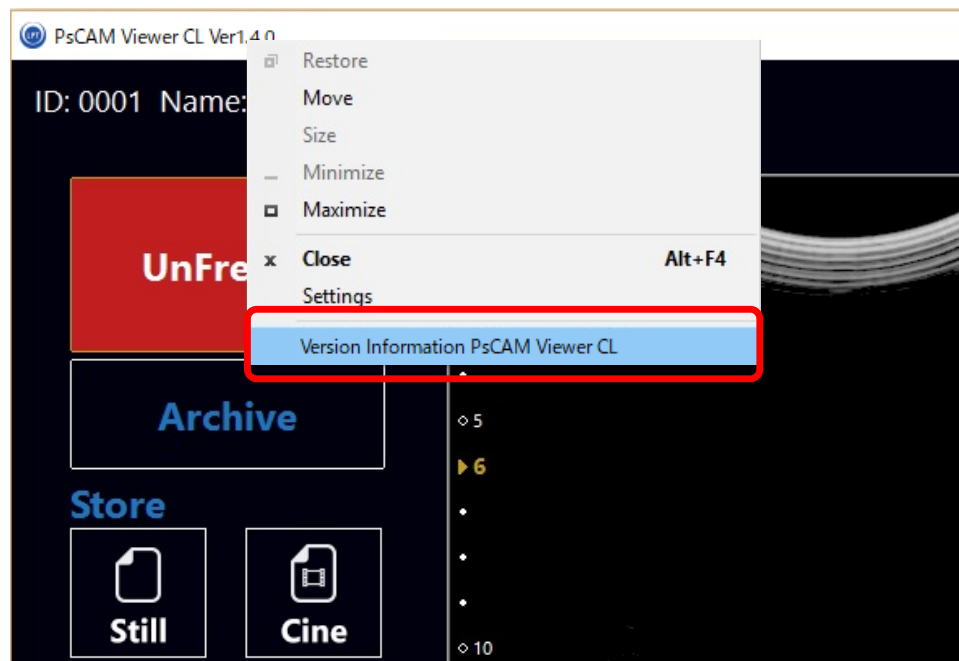 PsCAM Viewer CL Ver1.4.0
ID: 0001 Name:
Restore
Move
Size
Minimize
Maximize
Close Alt+F4
Settings
Version Information PsCAM Viewer CL
UnFre
Archive
5
6
Store
Still
Cine
10